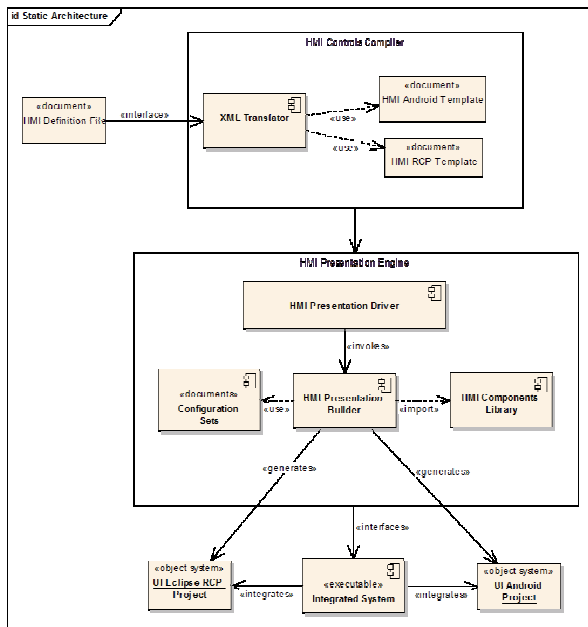 id Static Architecture
HMI Controls Compiler
«document»
HMI Definition File
«interface»
XML Translator
«use»
«document»
HMI Android Template
«use»
«document»
HMI RCP Template
HMI Presentation Engine
HMI Presentation Driver
«invokes»
«documents»
Configuration
Sets
«use»
HMI Presentation
Builder
«import»
HMI Components
Library
«generates»
«generates»
«interfaces»
«object system»
UI Eclipse RCP
Project
«integrates»
«executable»
Integrated System
«integrates»
«object system»
UI Android
Project